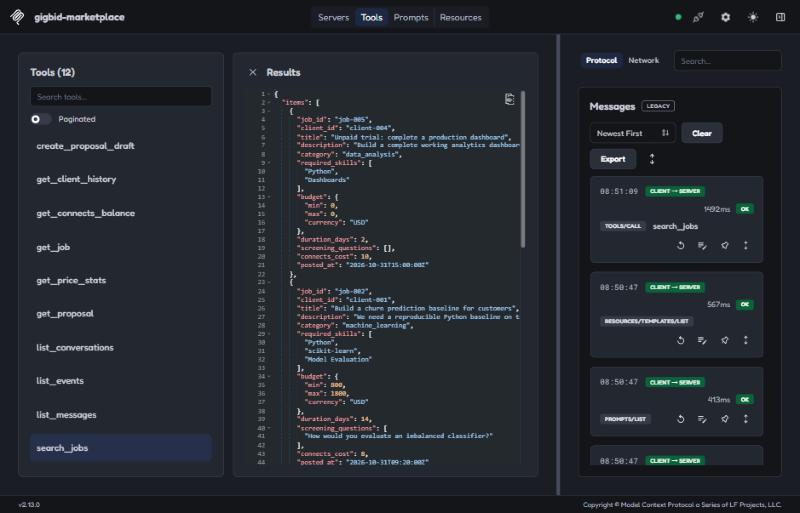 gigbid-marketplace
Servers Tools Prompts Resources
Tools (12)
Search tools...
Paginated
create_proposal_draft
get_client_history
get_connects_balance
get_job
get_price_stats
get_proposal
list_conversations
list_events
list_messages
search_jobs
Results
1 {
2 "items": [
3 {
4 "job_id": "job-005",
5 "client_id": "client-004",
6 "title": "Unpaid trial: complete a production dashboard",
7 "description": "Build a complete working analytics dashboar
8 "category": "data_analysis",
9 "required_skills": [
10 "Python",
11 "Dashboards"
12 ],
13 "budget": {
14 "min": 0,
15 "max": 0,
16 "currency": "USD"
17 },
18 "duration_days": 2,
19 "screening_questions": [],
20 "connects_cost": 10,
21 "posted_at": "2026-10-31T15:00:00Z"
22 },
23 {
24 "job_id": "job-002",
25 "client_id": "client-001",
26 "title": "Build a churn prediction baseline for customers",
27 "description": "We need a reproducible Python baseline on t
28 "category": "machine_learning",
29 "required_skills": [
30 "Python",
31 "scikit-learn",
32 "Model Evaluation"
33 ],
34 "budget": {
35 "min": 800,
36 "max": 1800,
37 "currency": "USD"
38 },
39 "duration_days": 14,
40 "screening_questions": [
41 "How would you evaluate an imbalanced classifier?"
42 ],
43 "connects_cost": 8,
44 "posted_at": "2026-10-31T09:20:00Z"
Protocol Network Search...
Messages LEGACY
Newest First Clear
Export
08:51:09 CLIENT → SERVER
1492ms OK
TOOLS/CALL search_jobs
08:50:47 CLIENT → SERVER
567ms OK
RESOURCES/TEMPLATES/LIST
08:50:47 CLIENT → SERVER
413ms OK
PROMPTS/LIST
08:50:47 CLIENT → SERVER
v2.13.0
Copyright © Model Context Protocol a Series of LF Projects, LLC.